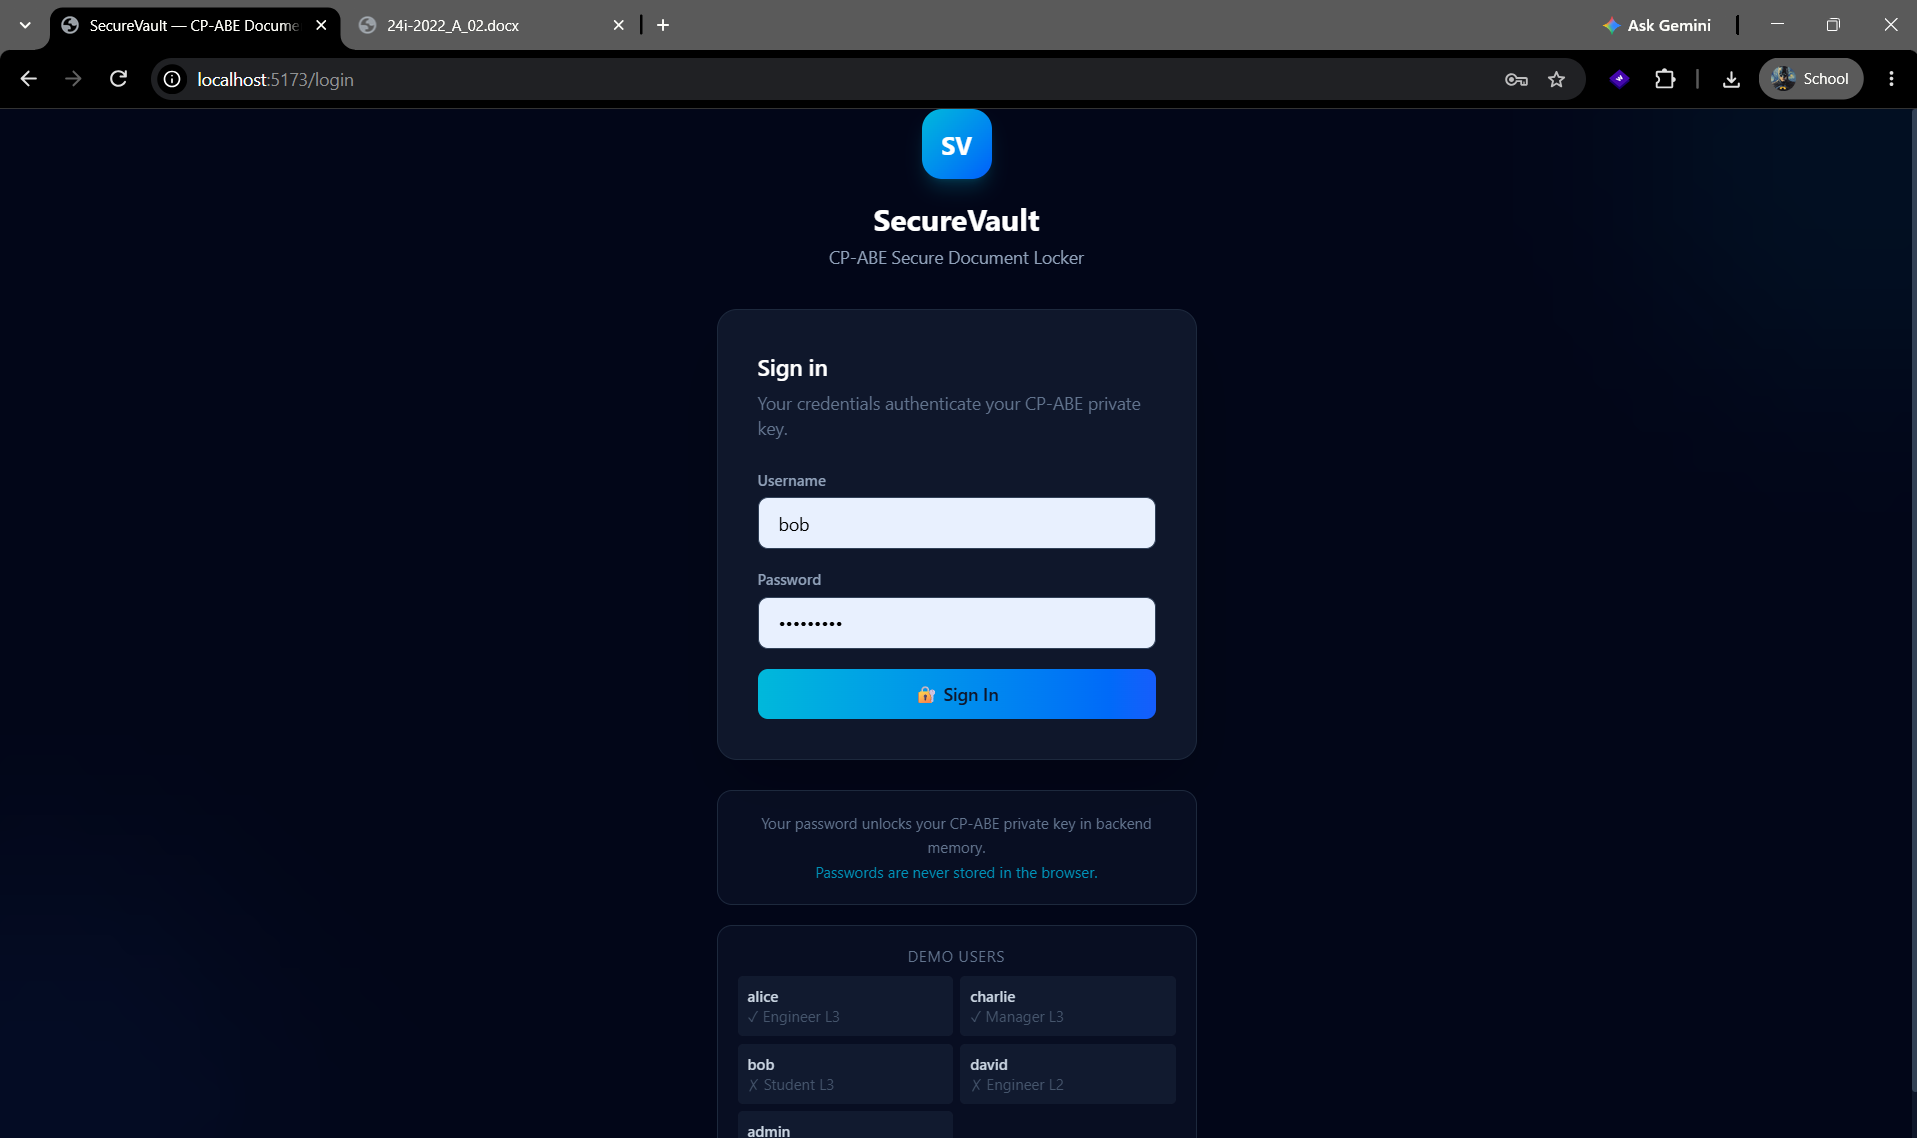 SecureVault — CP-ABE Docume
24i-2022_A_02.docx
Ask Gemini
localhost:5173/login
School
SV
SecureVault
CP-ABE Secure Document Locker
Sign in
Your credentials authenticate your CP-ABE private
key.
Username
bob
Password
•••••••••
🔐 Sign In
Your password unlocks your CP-ABE private key in backend
memory.
Passwords are never stored in the browser.
DEMO USERS
alice
✓ Engineer L3
charlie
✓ Manager L3
bob
✗ Student L3
david
✗ Engineer L2
admin